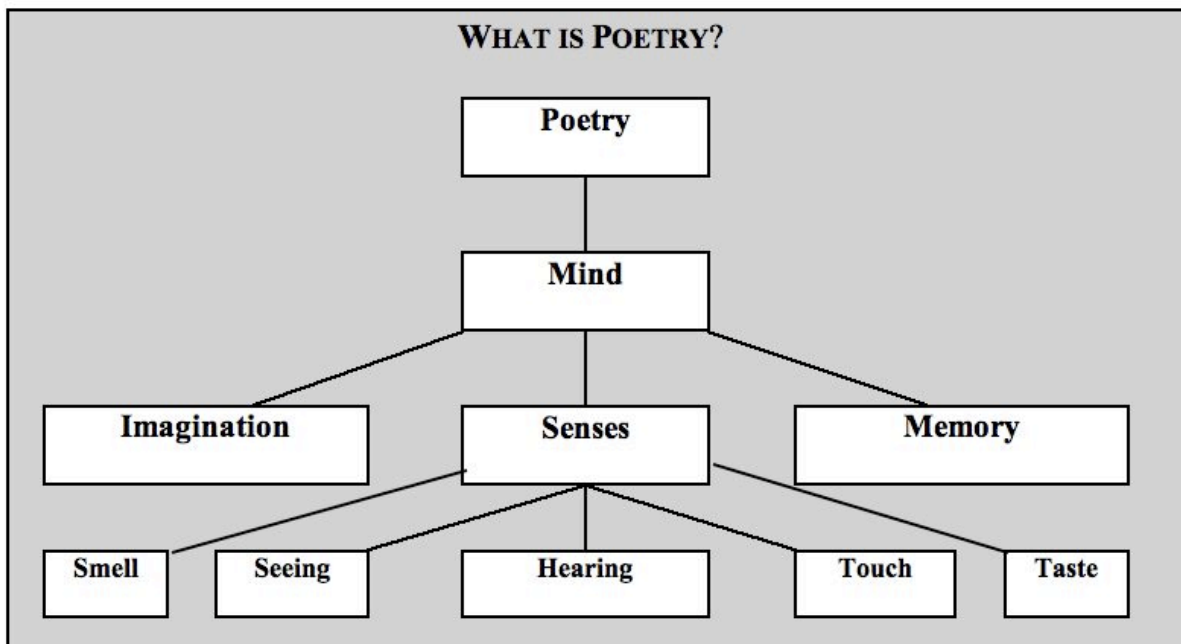 WHAT IS POETRY?
Poetry
Mind
Imagination
Senses
Memory
Smell
Seeing
Hearing
Touch
Taste